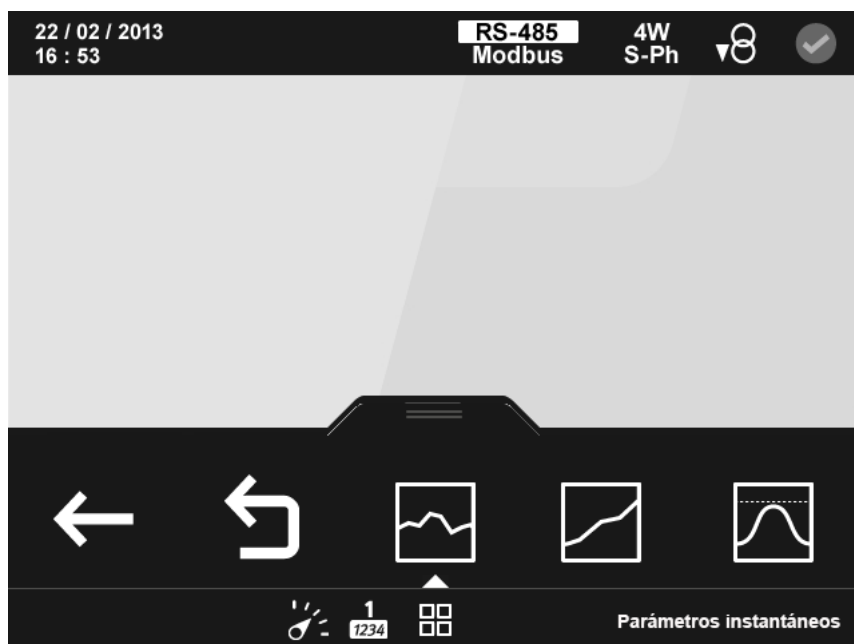 22 / 02 / 2013
16 : 53
RS-485
Modbus
4W
S-Ph
1
1234
Parámetros instantáneos